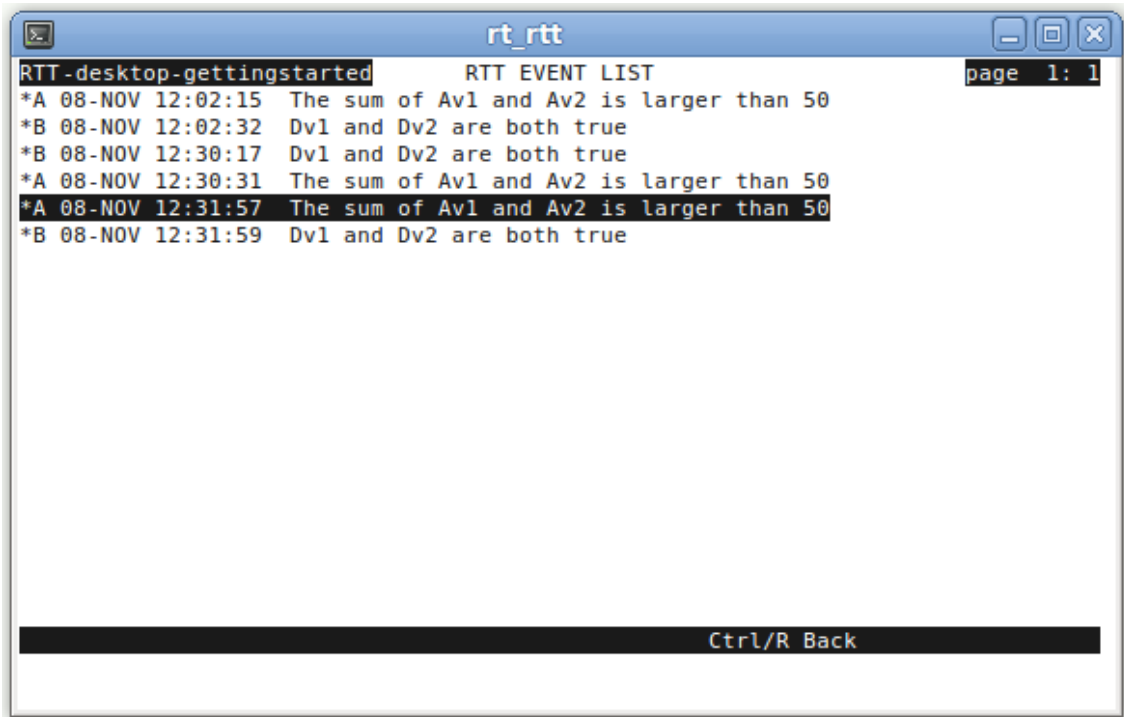 rt_rtt
RTT-desktop-gettingstarted RTT EVENT LIST page 1: 1
*A 08-NOV 12:02:15 The sum of Av1 and Av2 is larger than 50
*B 08-NOV 12:02:32 Dv1 and Dv2 are both true
*B 08-NOV 12:30:17 Dv1 and Dv2 are both true
*A 08-NOV 12:30:31 The sum of Av1 and Av2 is larger than 50
*A 08-NOV 12:31:57 The sum of Av1 and Av2 is larger than 50
*B 08-NOV 12:31:59 Dv1 and Dv2 are both true
Ctrl/R Back